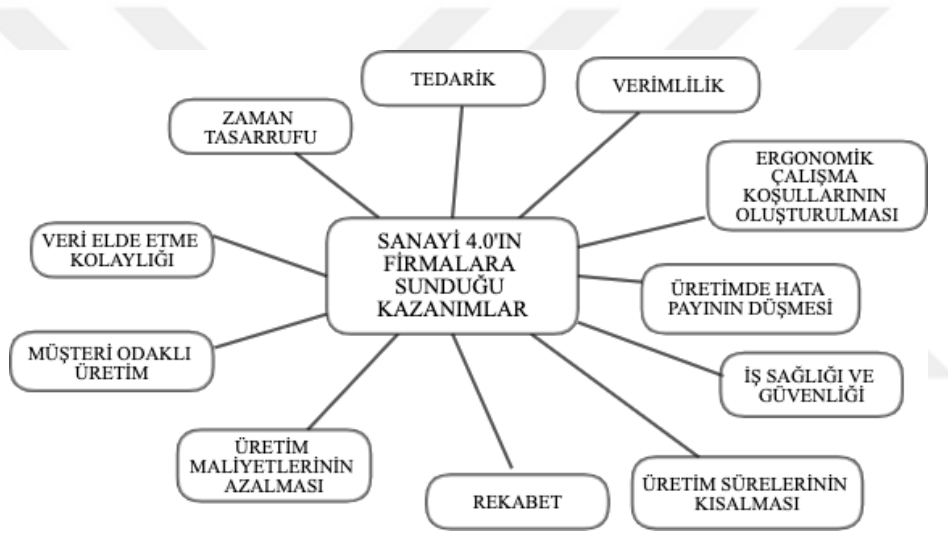 TEDARİK
VERİMLİLİK
ZAMAN
TASARRUFU
ERGONOMİK
ÇALIŞMA
KOŞULLARININ
OLUŞTURULMASI
VERİ ELDE ETME
KOLAYLIĞI
SANAYİ 4.0'IN
FİRMALARA
SUNDUĞU
KAZANIMLAR
ÜRETİMDE HATA
PAYININ DÜŞMESİ
MÜŞTERİ ODAKLI
ÜRETİM
İŞ SAĞLIĞI VE
GÜVENLİĞİ
ÜRETİM
MALİYETLERİNİN
AZALMASI
REKABET
ÜRETİM SÜRELERİNİN
KISALMASI